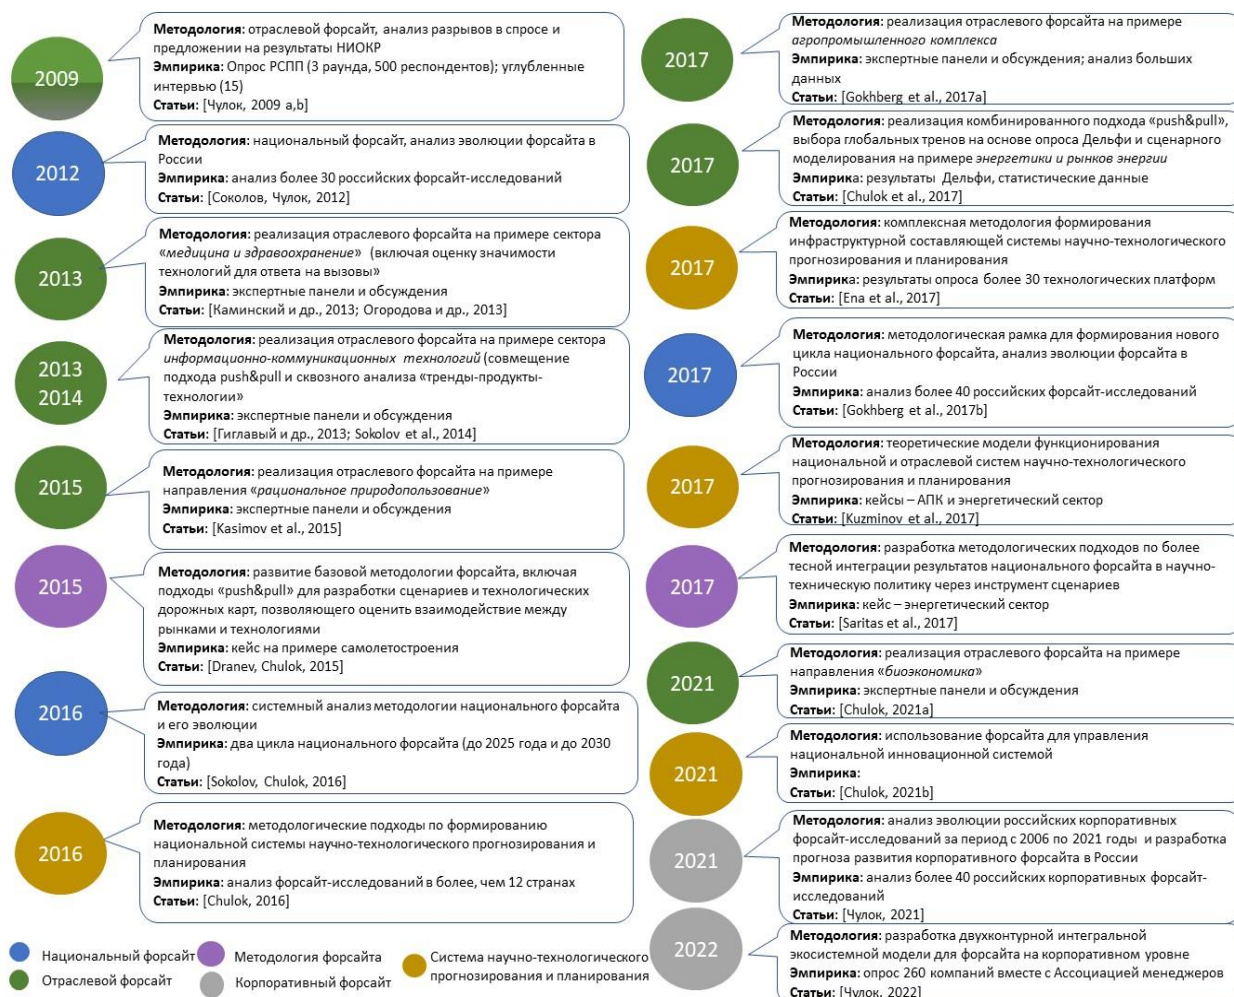 2009
Методология: отраслевой форсайт, анализ разрывов в спросе и
предложении на результаты НИОКР
Эмпирика: Опрос РСПП (3 раунда, 500 респондентов); углубленные
интервью (15)
Статьи: [Чулок, 2009 a,b]
2012
Методология: национальный форсайт, анализ эволюции форсайта в
России
Эмпирика: анализ более 30 российских форсайт-исследований
Статьи: [Соколов, Чулок, 2012]
2013
Методология: реализация отраслевого форсайта на примере сектора
«медицина и здравоохранение» (включая оценку значимости
технологий для ответа на вызовы»
Эмпирика: экспертные панели и обсуждения
Статьи: [Каминский и др., 2013; Огородова и др., 2013]
2013
2014
Методология: реализация отраслевого форсайта на примере сектора
информационно-коммуникационных технологий (совмещение
подхода push&pull и сквозного анализа «тренды-продукты-
технологии»
Эмпирика: экспертные панели и обсуждения
Статьи: [Гиглавый и др., 2013; Sokolov et al., 2014]
2015
Методология: реализация отраслевого форсайта на примере
направления «рациональное природопользование»
Эмпирика: экспертные панели и обсуждения
Статьи: [Kasimov et al., 2015]
2015
Методология: развитие базовой методологии форсайта, включая
подходы «push&pull» для разработки сценариев и технологических
дорожных карт, позволяющего оценить взаимодействие между
рынками и технологиями
Эмпирика: кейс на примере самолетостроения
Статьи: [Dranev, Chulok, 2015]
2016
Методология: системный анализ методологии национального форсайта
и его эволюции
Эмпирика: два цикла национального форсайта (до 2025 года и до 2030
года)
Статьи: [Sokolov, Chulok, 2016]
2016
Методология: методологические подходы по формированию
национальной системы научно-технологического прогнозирования и
планирования
Эмпирика: анализ форсайт-исследований в более, чем 12 странах
Статьи: [Chulok, 2016]
2017
Методология: реализация отраслевого форсайта на примере
агропромышленного комплекса
Эмпирика: экспертные панели и обсуждения; анализ больших
данных
Статьи: [Gokhberg et al., 2017a]
2017
Методология: реализация комбинированного подхода «push&pull»,
выбора глобальных тренов на основе опроса Дельфи и сценарного
моделирования на примере энергетики и рынков энергии
Эмпирика: результаты Дельфи, статистические данные
Статьи: [Chulok et al., 2017]
2017
Методология: комплексная методология формирования
инфраструктурной составляющей системы научно-технологического
прогнозирования и планирования
Эмпирика: результаты опроса более 30 технологических платформ
Статьи: [Ena et al., 2017]
2017
Методология: методологическая рамка для формирования нового
цикла национального форсайта, анализ эволюции форсайта в
России
Эмпирика: анализ более 40 российских форсайт-исследований
Статьи: [Gokhberg et al., 2017b]
2017
Методология: теоретические модели функционирования
национальной и отраслевой систем научно-технологического
прогнозирования и планирования
Эмпирика: кейсы – АПК и энергетический сектор
Статьи: [Kuzminov et al., 2017]
2017
Методология: разработка методологических подходов по более
тесной интеграции результатов национального форсайта в научно-
техническую политику через инструмент сценариев
Эмпирика: кейс – энергетический сектор
Статьи: [Saritas et al., 2017]
2021
Методология: реализация отраслевого форсайта на примере
направления «биоэкономика»
Эмпирика: экспертные панели и обсуждения
Статьи: [Chulok, 2021a]
2021
Методология: использование форсайта для управления
национальной инновационной системой
Эмпирика:
Статьи: [Chulok, 2021b]
2021
Методология: анализ эволюции российских корпоративных
форсайт-исследований за период с 2006 по 2021 годы и разработка
прогноза развития корпоративного форсайта в России
Эмпирика: анализ более 40 российских корпоративных форсайт-
исследований
Статьи: [Чулок, 2021]
2022
Методология: разработка двухконтурной интегральной
экосистемной модели для форсайта на корпоративном уровне
Эмпирика: опрос 260 компаний вместе с Ассоциацией менеджеров
Статьи: [Чулок, 2022]
Национальный форсайт
Отраслевой форсайт
Методология форсайта
Корпоративный форсайт
Система научно-технологического
прогнозирования и планирования